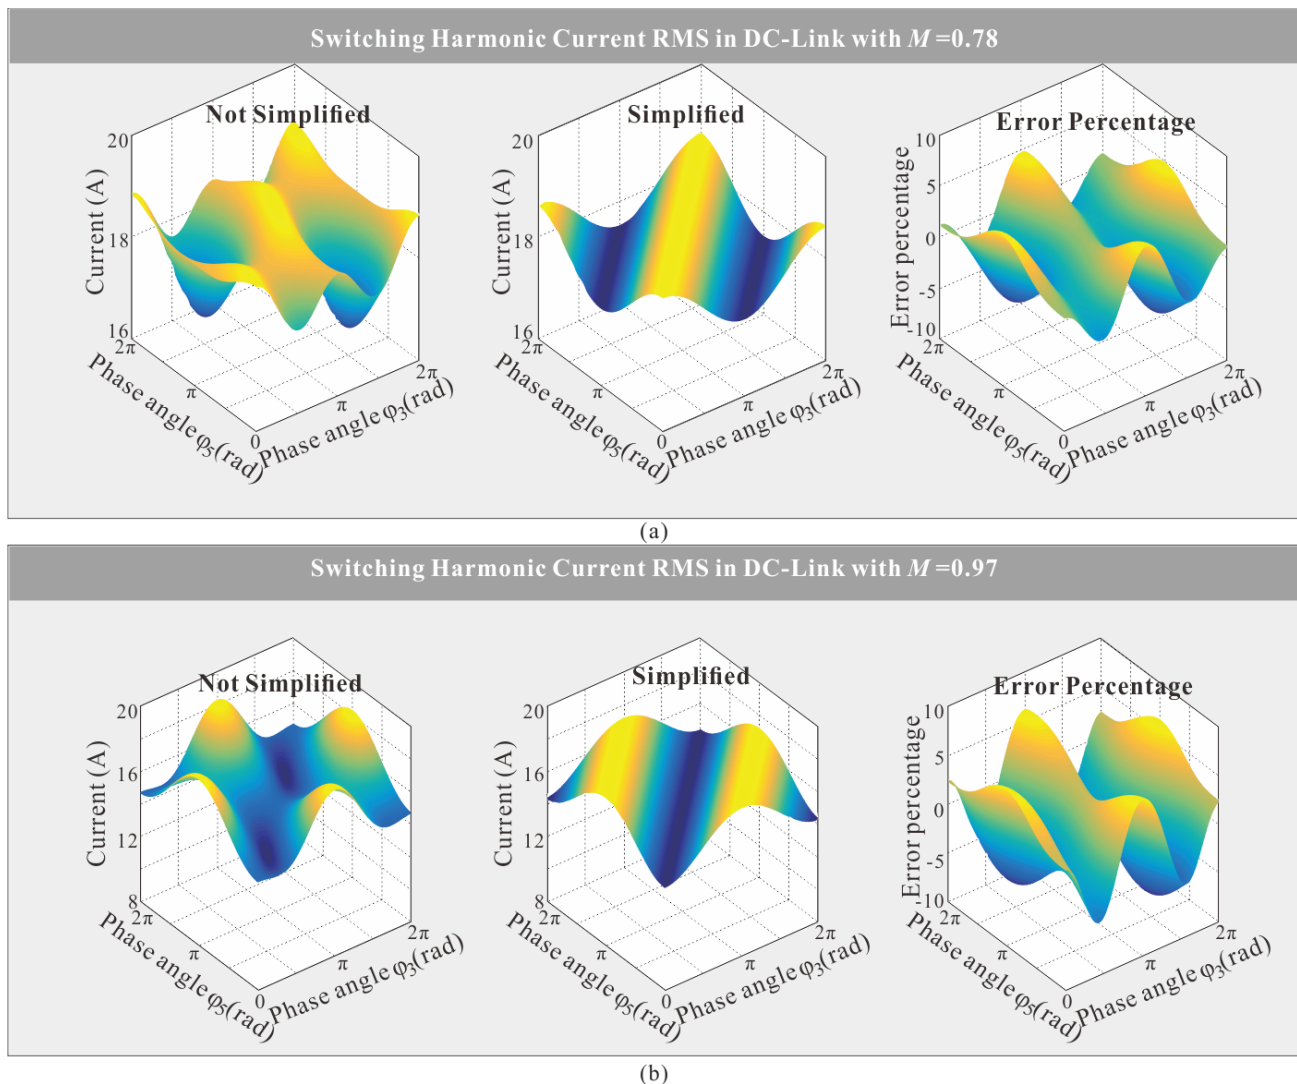 Switching Harmonic Current RMS in DC-Link with M=0.78
Not Simplified
Current (A)
20
18
16
2π
π
0
π
2π
Phase angle φ5(rad)
Phase angle φ3(rad)
Simplified
Current (A)
20
18
16
2π
π
0
π
2π
Phase angle φ5(rad)
Phase angle φ3(rad)
Error Percentage
Error percentage
10
5
0
-5
-10
2π
π
0
π
2π
Phase angle φ5(rad)
Phase angle φ3(rad)
(a)
Switching Harmonic Current RMS in DC-Link with M=0.97
Not Simplified
Current (A)
20
16
12
8
2π
π
0
π
2π
Phase angle φ5(rad)
Phase angle φ3(rad)
Simplified
Current (A)
20
16
12
8
2π
π
0
π
2π
Phase angle φ5(rad)
Phase angle φ3(rad)
Error Percentage
Error percentage
10
5
0
-5
-10
2π
π
0
π
2π
Phase angle φ5(rad)
Phase angle φ3(rad)
(b)